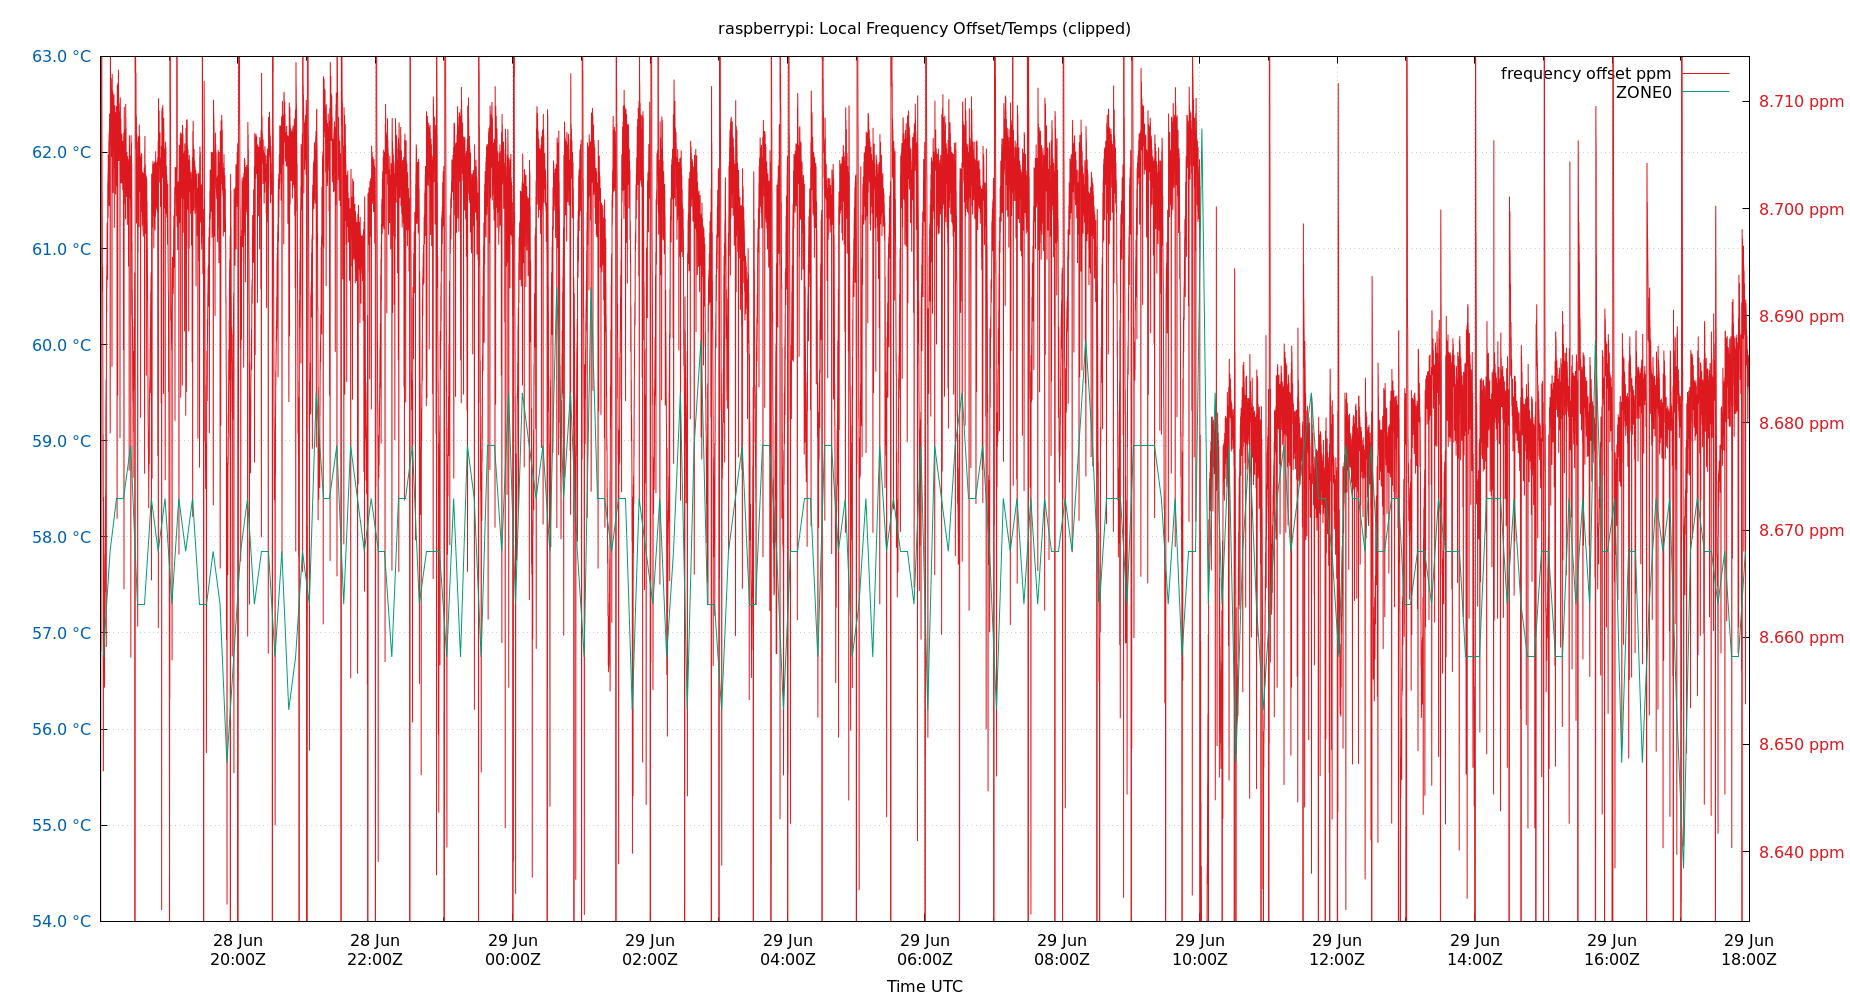 raspberrypi: Local Frequency Offset/Temps (clipped)
63.0 °C
62.0 °C
61.0 °C
60.0 °C
59.0 °C
58.0 °C
57.0 °C
56.0 °C
55.0 °C
54.0 °C
frequency offset ppm
ZONE0
8.710 ppm
8.700 ppm
8.690 ppm
8.680 ppm
8.670 ppm
8.660 ppm
8.650 ppm
8.640 ppm
28 Jun
20:00Z
28 Jun
22:00Z
29 Jun
00:00Z
29 Jun
02:00Z
29 Jun
04:00Z
29 Jun
06:00Z
29 Jun
08:00Z
29 Jun
10:00Z
29 Jun
12:00Z
29 Jun
14:00Z
29 Jun
16:00Z
29 Jun
18:00Z
Time UTC